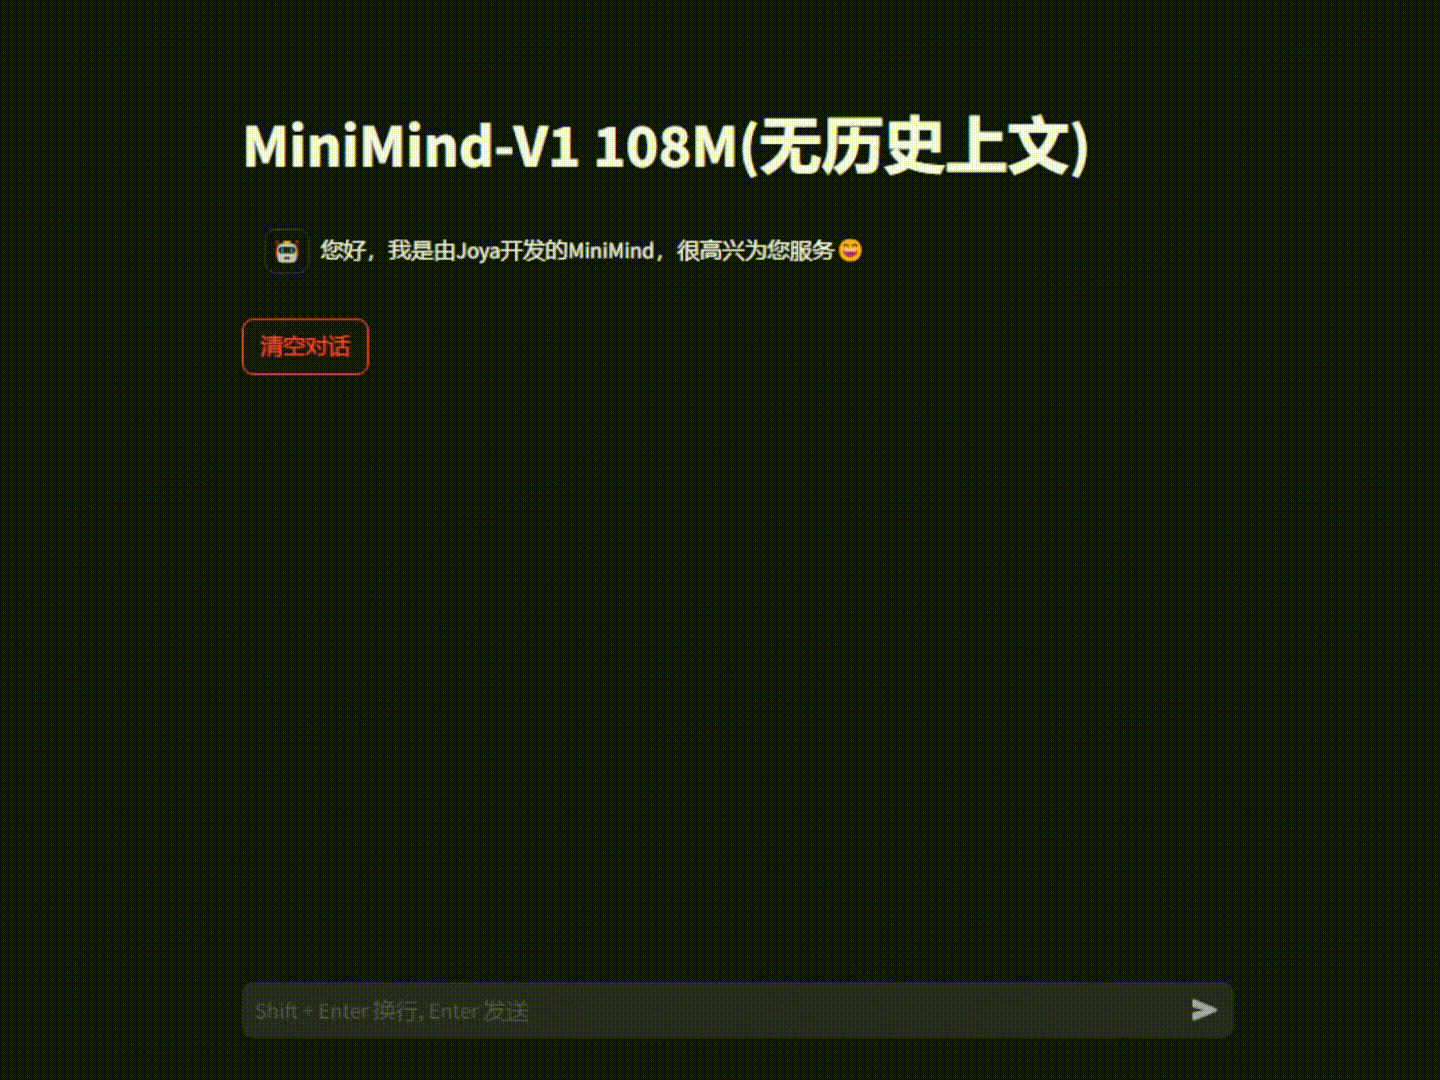 MiniMind-V1 108M(无历史上文)
您好，我是由Joya开发的MiniMind，很高兴为您服务😄
清空对话
Shift + Enter 换行, Enter 发送